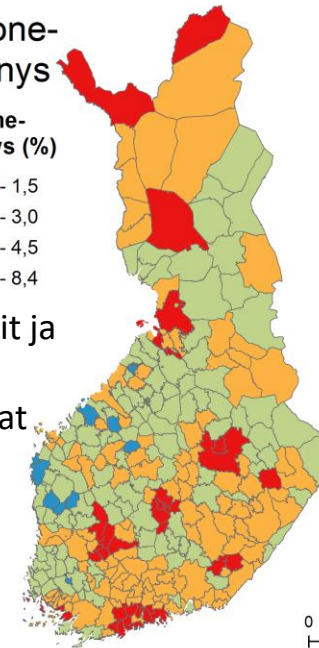 one-
nys
ne-
ys (%)
- 1,5
- 3,0
- 4,5
- 8,4
it ja
at
0